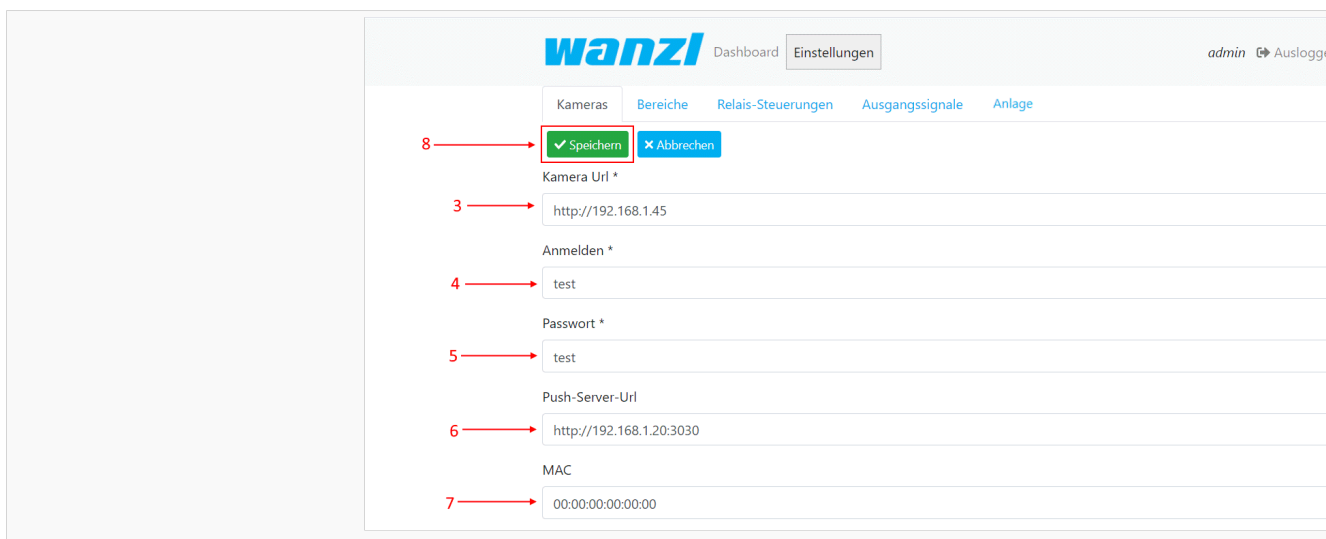 wanzl Dashboard Einstellungen admin Auslogge
Kameras Bereiche Relais-Steuerungen Ausgangssignale Anlage
8 Speichern Abbrechen
Kamera Url *
3 http://192.168.1.45
Anmelden *
4 test
Passwort *
5 test
Push-Server-Url
6 http://192.168.1.20:3030
MAC
7 00:00:00:00:00:00